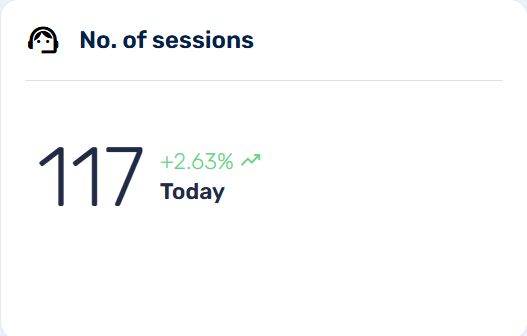 No. of sessions
117
+2.63%
Today